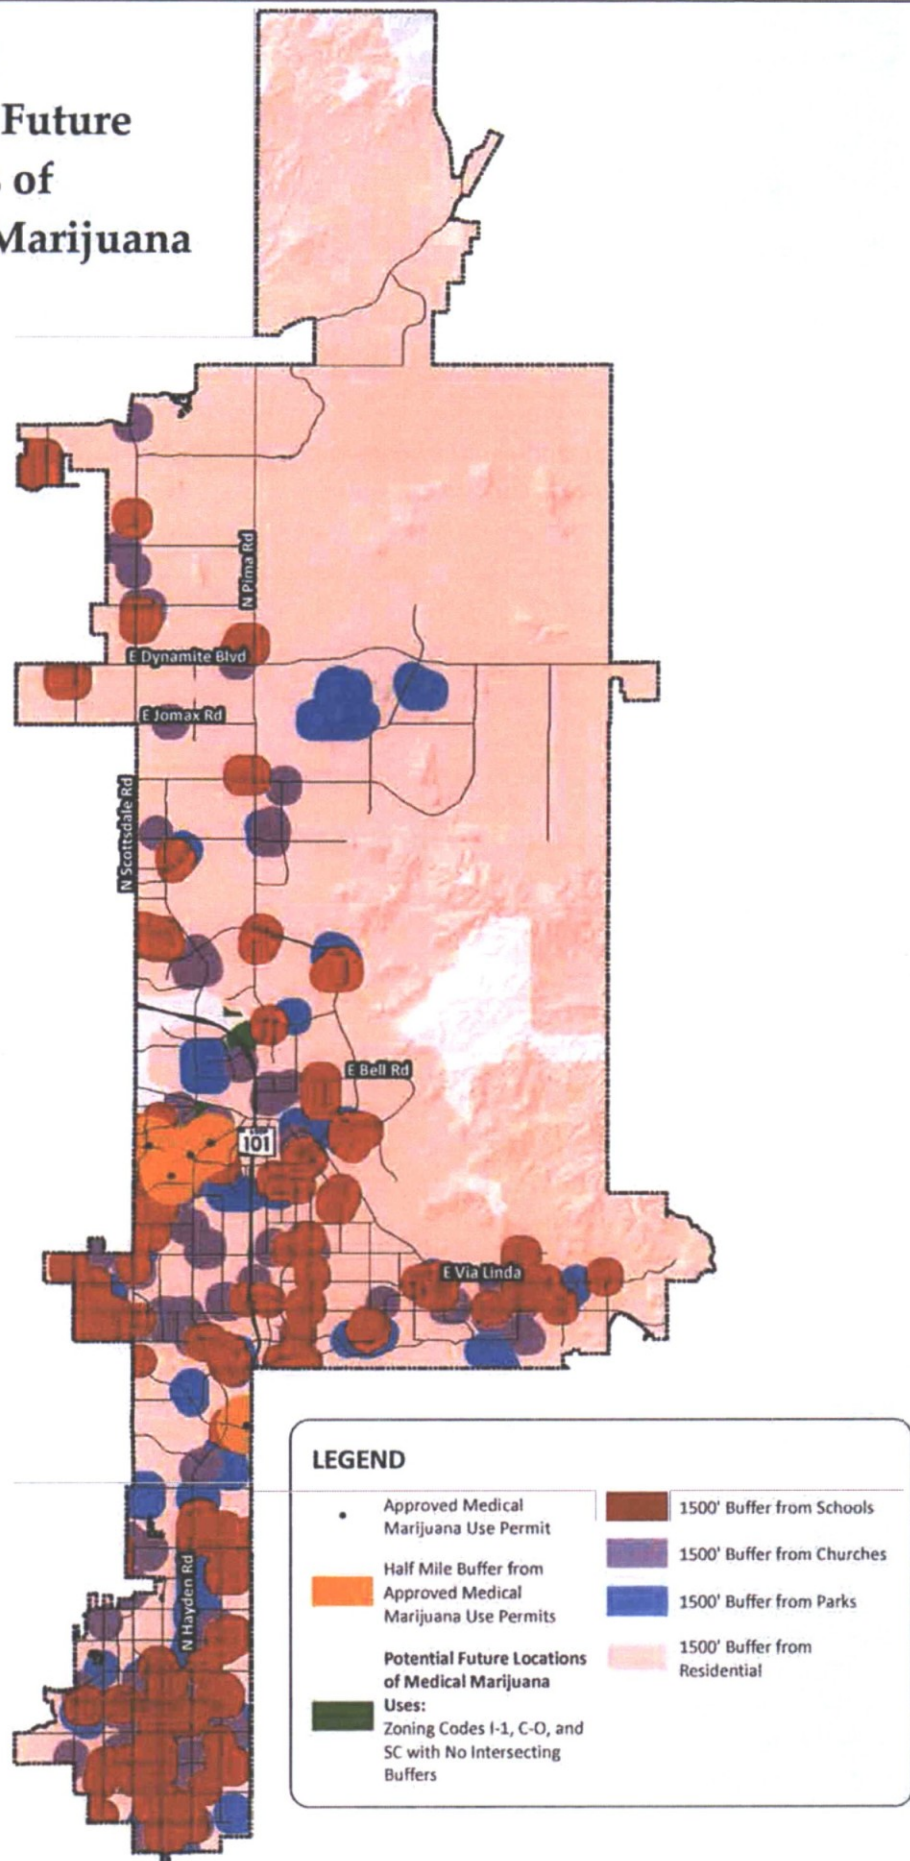 Future
of
Marijuana
N Pima Rd
E Dynamite Blvd
E Jomax Rd
N Scottsdale Rd
E Bell Rd
LOOP
101
E Via Linda
N Hayden Rd
LEGEND
Approved Medical
Marijuana Use Permit
Half Mile Buffer from
Approved Medical
Marijuana Use Permits
Potential Future Locations
of Medical Marijuana
Uses:
Zoning Codes I-1, C-O, and
SC with No Intersecting
Buffers
1500' Buffer from Schools
1500' Buffer from Churches
1500' Buffer from Parks
1500' Buffer from
Residential